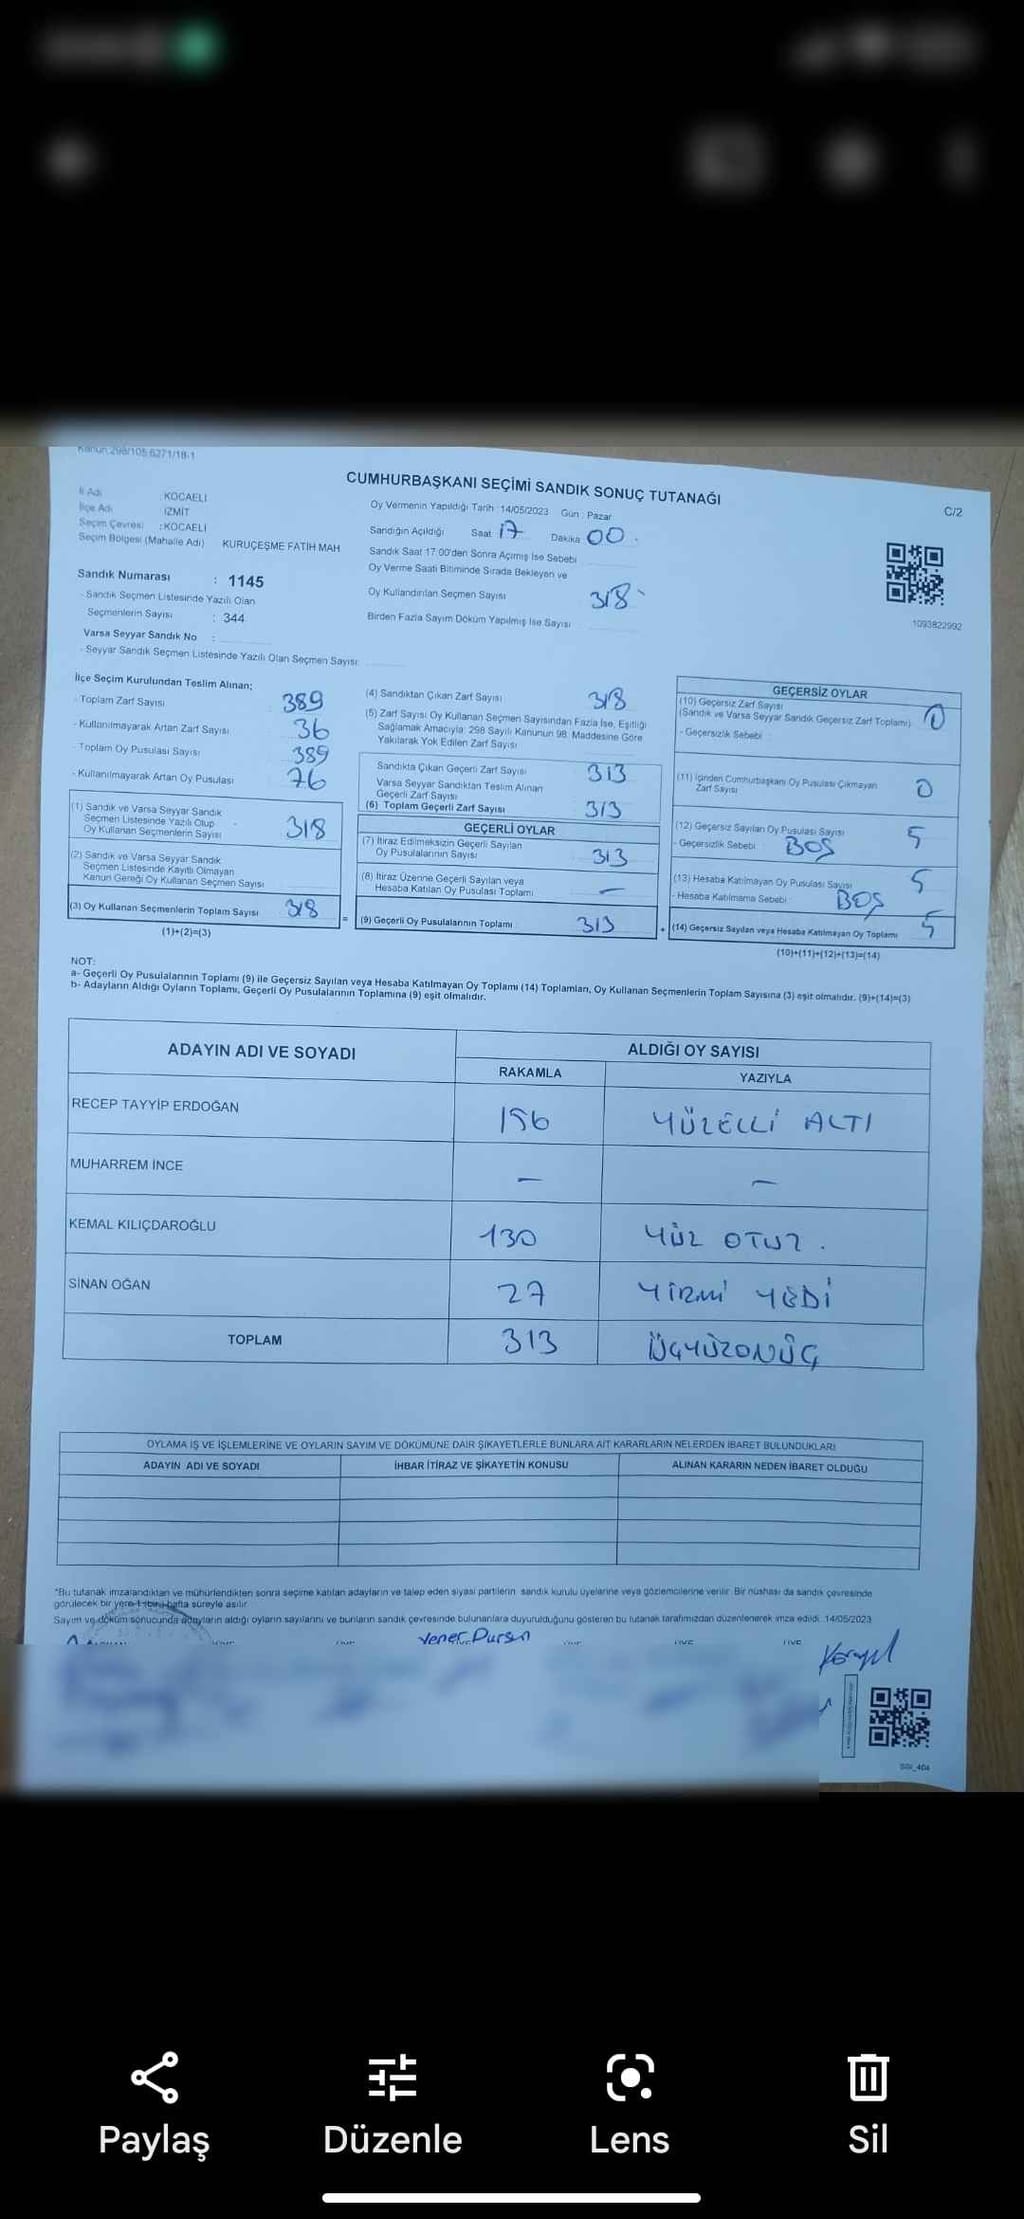 Kanun:298/105,6271/18-1
CUMHURBAŞKANI SEÇİMİ SANDIK SONUÇ TUTANAĞI
C/2
İl Adı : KOCAELİ
İlçe Adı : İZMİT
Seçim Çevresi : KOCAELİ
Seçim Bölgesi (Mahalle Adı) KURUÇEŞME FATİH MAH
Oy Vermenin Yapıldığı Tarih : 14/05/2023 Gün : Pazar
Sandığın Açıldığı Saat 17 Dakika 00
Sandık Saat 17.00'den Sonra Açılmış İse Sebebi
Oy Verme Saati Bitiminde Sırada Bekleyen ve
Oy Kullandırılan Seçmen Sayısı 318
Birden Fazla Sayım Döküm Yapılmış İse Sayısı
1093822992
Sandık Numarası : 1145
- Sandık Seçmen Listesinde Yazılı Olan
Seçmenlerin Sayısı : 344
Varsa Seyyar Sandık No :
- Seyyar Sandık Seçmen Listesinde Yazılı Olan Seçmen Sayısı:
İlçe Seçim Kurulundan Teslim Alınan;
- Toplam Zarf Sayısı 389
- Kullanılmayarak Artan Zarf Sayısı 36
- Toplam Oy Pusulası Sayısı 389
- Kullanılmayarak Artan Oy Pusulası 76
(1) Sandık ve Varsa Seyyar Sandık
Seçmen Listesinde Yazılı Olup
Oy Kullanan Seçmenlerin Sayısı 318
(2) Sandık ve Varsa Seyyar Sandık
Seçmen Listesinde Kayıtlı Olmayan
Kanun Gereği Oy Kullanan Seçmen Sayısı
(3) Oy Kullanan Seçmenlerin Toplam Sayısı 318
(1)+(2)=(3)
(4) Sandıktan Çıkan Zarf Sayısı 318
(5) Zarf Sayısı Oy Kullanan Seçmen Sayısından Fazla İse, Eşitliği
Sağlamak Amacıyla; 298 Sayılı Kanunun 98. Maddesine Göre
Yakılarak Yok Edilen Zarf Sayısı
Sandıkta Çıkan Geçerli Zarf Sayısı 313
Varsa Seyyar Sandıktan Teslim Alınan
Geçerli Zarf Sayısı
(6) Toplam Geçerli Zarf Sayısı 313
GEÇERLİ OYLAR
(7) İtiraz Edilmeksizin Geçerli Sayılan
Oy Pusulalarının Sayısı 313
(8) İtiraz Üzerine Geçerli Sayılan veya
Hesaba Katılan Oy Pusulası Toplamı —
= (9) Geçerli Oy Pusulalarının Toplamı 313
GEÇERSİZ OYLAR
(10) Geçersiz Zarf Sayısı
(Sandık ve Varsa Seyyar Sandık Geçersiz Zarf Toplamı) 0
- Geçersizlik Sebebi :
(11) İçinden Cumhurbaşkanı Oy Pusulası Çıkmayan
Zarf Sayısı 0
(12) Geçersiz Sayılan Oy Pusulası Sayısı 5
- Geçersizlik Sebebi BOŞ
(13) Hesaba Katılmayan Oy Pusulası Sayısı 5
- Hesaba Katılmama Sebebi BOŞ
+ (14) Geçersiz Sayılan veya Hesaba Katılmayan Oy Toplamı 5
(10)+(11)+(12)+(13)=(14)
NOT:
a- Geçerli Oy Pusulalarının Toplamı (9) ile Geçersiz Sayılan veya Hesaba Katılmayan Oy Toplamı (14) Toplamları, Oy Kullanan Seçmenlerin Toplam Sayısına (3) eşit olmalıdır. (9)+(14)=(3)
b- Adayların Aldığı Oyların Toplamı, Geçerli Oy Pusulalarının Toplamına (9) eşit olmalıdır.
ADAYIN ADI VE SOYADI ALDIĞI OY SAYISI
RAKAMLA YAZIYLA
RECEP TAYYİP ERDOĞAN 156 YÜZELLİ ALTI
MUHARREM İNCE — —
KEMAL KILIÇDAROĞLU 130 YÜZ OTUZ.
SİNAN OĞAN 27 YİRMİ YEDİ
TOPLAM 313 ÜÇYÜZONÜÇ
OYLAMA İŞ VE İŞLEMLERİNE VE OYLARIN SAYIM VE DÖKÜMÜNE DAİR ŞİKAYETLERLE BUNLARA AİT KARARLARIN NELERDEN İBARET BULUNDUKLARI
ADAYIN ADI VE SOYADI İHBAR İTİRAZ VE ŞİKAYETİN KONUSU ALINAN KARARIN NEDEN İBARET OLDUĞU
*Bu tutanak imzalandıktan ve mühürlendikten sonra seçime katılan adayların ve talep eden siyasi partilerin sandık kurulu üyelerine veya gözlemcilerine verilir. Bir nüshası da sandık çevresinde
görülecek bir yere 1 (bir) hafta süreyle asılır.
Sayım ve döküm sonucunda adayların aldığı oyların sayılarını ve bunların sandık çevresinde bulunanlara duyurulduğunu gösteren bu tutanak tarafımızdan düzenlenerek imza edildi. 14/05/2023
Yener Dursun
Paylaş Düzenle Lens Sil